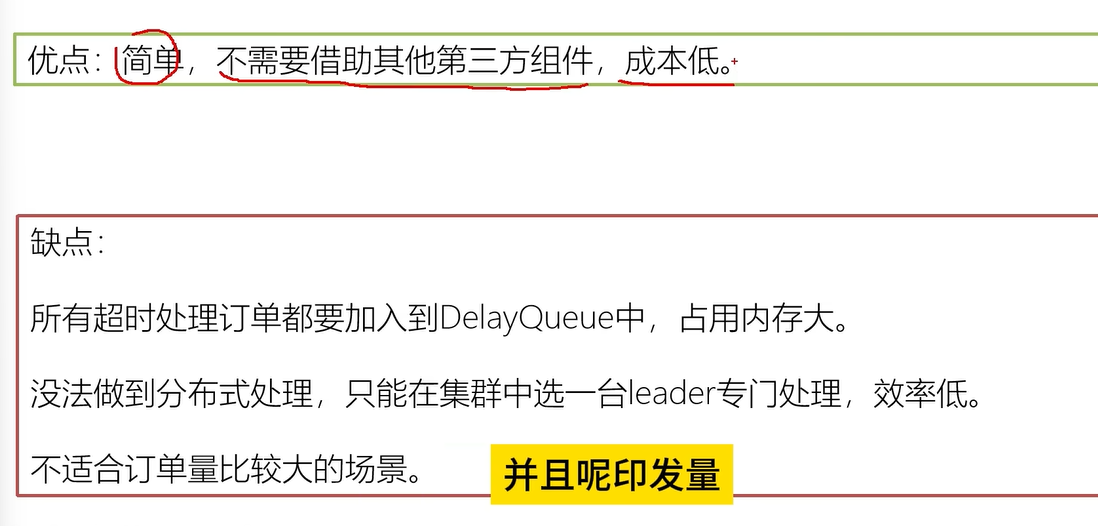 优点：简单，不需要借助其他第三方组件，成本低。
缺点：
所有超时处理订单都要加入到DelayQueue中，占用内存大。
没法做到分布式处理，只能在集群中选一台leader专门处理，效率低。
不适合订单量比较大的场景。
并且呢印发量